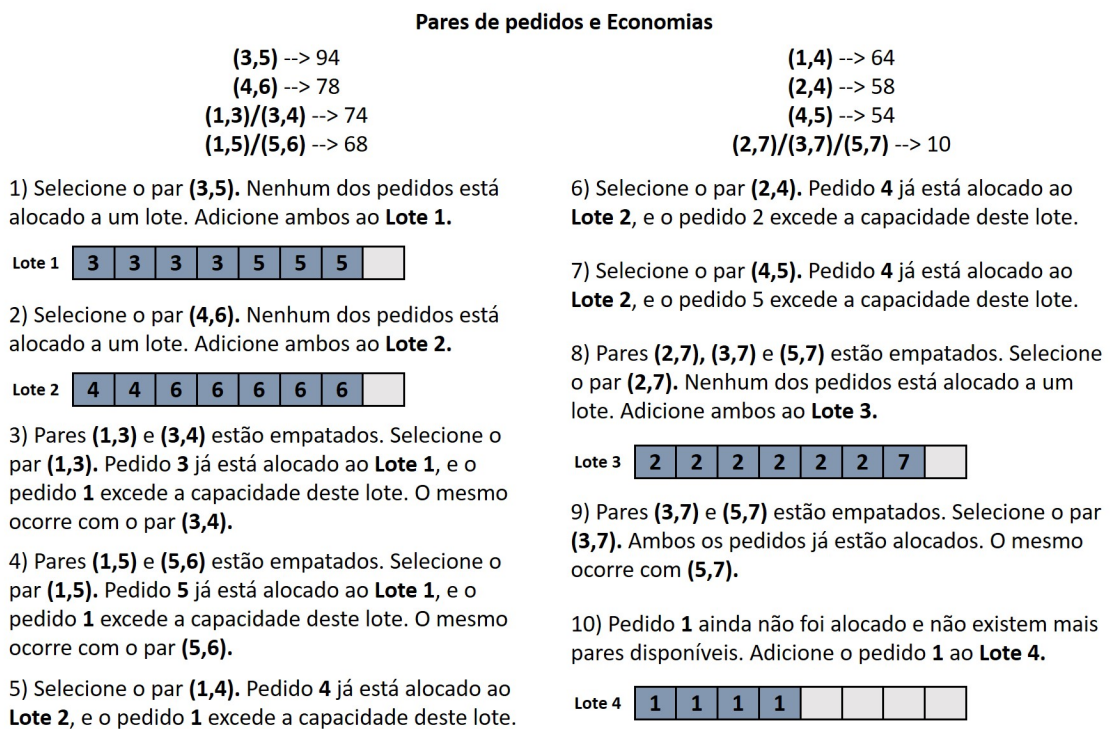 Pares de pedidos e Economias
(3,5) --> 94
(4,6) --> 78
(1,3)/(3,4) --> 74
(1,5)/(5,6) --> 68
(1,4) --> 64
(2,4) --> 58
(4,5) --> 54
(2,7)/(3,7)/(5,7) --> 10
1) Selecione o par (3,5). Nenhum dos pedidos está
alocado a um lote. Adicione ambos ao Lote 1.
Lote 1 3 3 3 3 5 5 5
2) Selecione o par (4,6). Nenhum dos pedidos está
alocado a um lote. Adicione ambos ao Lote 2.
Lote 2 4 4 6 6 6 6 6
3) Pares (1,3) e (3,4) estão empatados. Selecione o
par (1,3). Pedido 3 já está alocado ao Lote 1, e o
pedido 1 excede a capacidade deste lote. O mesmo
ocorre com o par (3,4).
4) Pares (1,5) e (5,6) estão empatados. Selecione o
par (1,5). Pedido 5 já está alocado ao Lote 1, e o
pedido 1 excede a capacidade deste lote. O mesmo
ocorre com o par (5,6).
5) Selecione o par (1,4). Pedido 4 já está alocado ao
Lote 2, e o pedido 1 excede a capacidade deste lote.
6) Selecione o par (2,4). Pedido 4 já está alocado ao
Lote 2, e o pedido 2 excede a capacidade deste lote.
7) Selecione o par (4,5). Pedido 4 já está alocado ao
Lote 2, e o pedido 5 excede a capacidade deste lote.
8) Pares (2,7), (3,7) e (5,7) estão empatados. Selecione
o par (2,7). Nenhum dos pedidos está alocado a um
lote. Adicione ambos ao Lote 3.
Lote 3 2 2 2 2 2 2 7
9) Pares (3,7) e (5,7) estão empatados. Selecione o par
(3,7). Ambos os pedidos já estão alocados. O mesmo
ocorre com (5,7).
10) Pedido 1 ainda não foi alocado e não existem mais
pares disponíveis. Adicione o pedido 1 ao Lote 4.
Lote 4 1 1 1 1